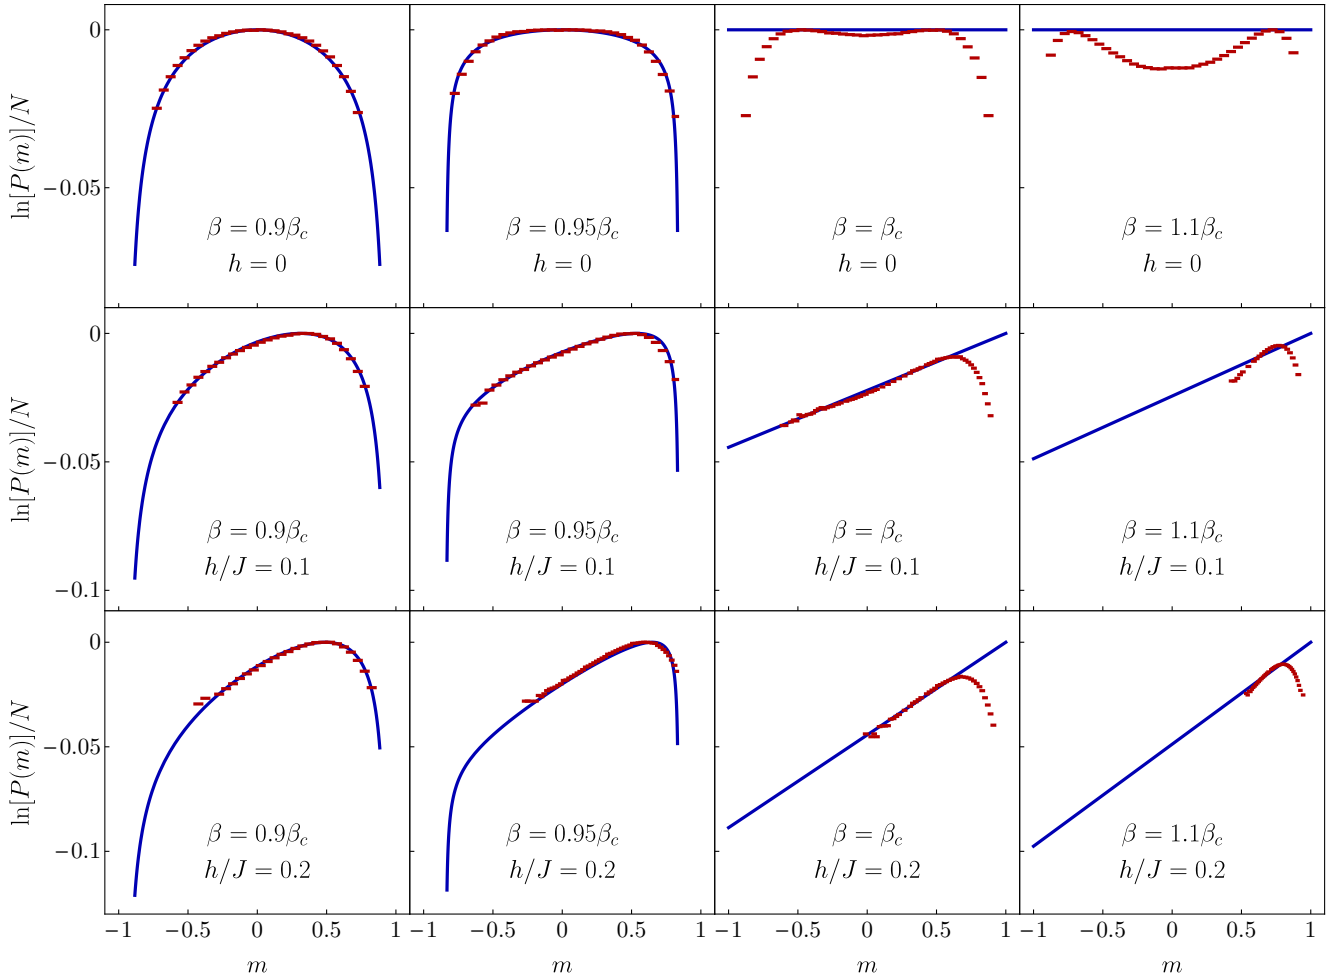 0
−0.05
ln[P(m)]/N
β = 0.9β_c
h = 0
β = 0.95β_c
h = 0
β = β_c
h = 0
β = 1.1β_c
h = 0
0
−0.05
−0.1
ln[P(m)]/N
β = 0.9β_c
h/J = 0.1
β = 0.95β_c
h/J = 0.1
β = β_c
h/J = 0.1
β = 1.1β_c
h/J = 0.1
0
−0.05
−0.1
ln[P(m)]/N
β = 0.9β_c
h/J = 0.2
β = 0.95β_c
h/J = 0.2
β = β_c
h/J = 0.2
β = 1.1β_c
h/J = 0.2
−1 −0.5 0 0.5 1
−1 −0.5 0 0.5 1
−1 −0.5 0 0.5 1
−1 −0.5 0 0.5 1
m
m
m
m